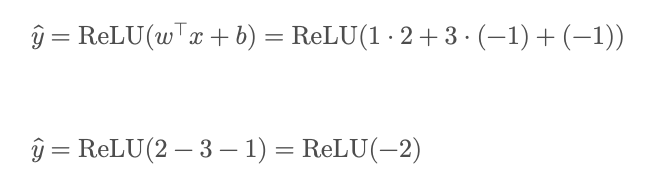 ŷ = ReLU(w⊤x + b) = ReLU(1 · 2 + 3 · (−1) + (−1))
ŷ = ReLU(2 − 3 − 1) = ReLU(−2)